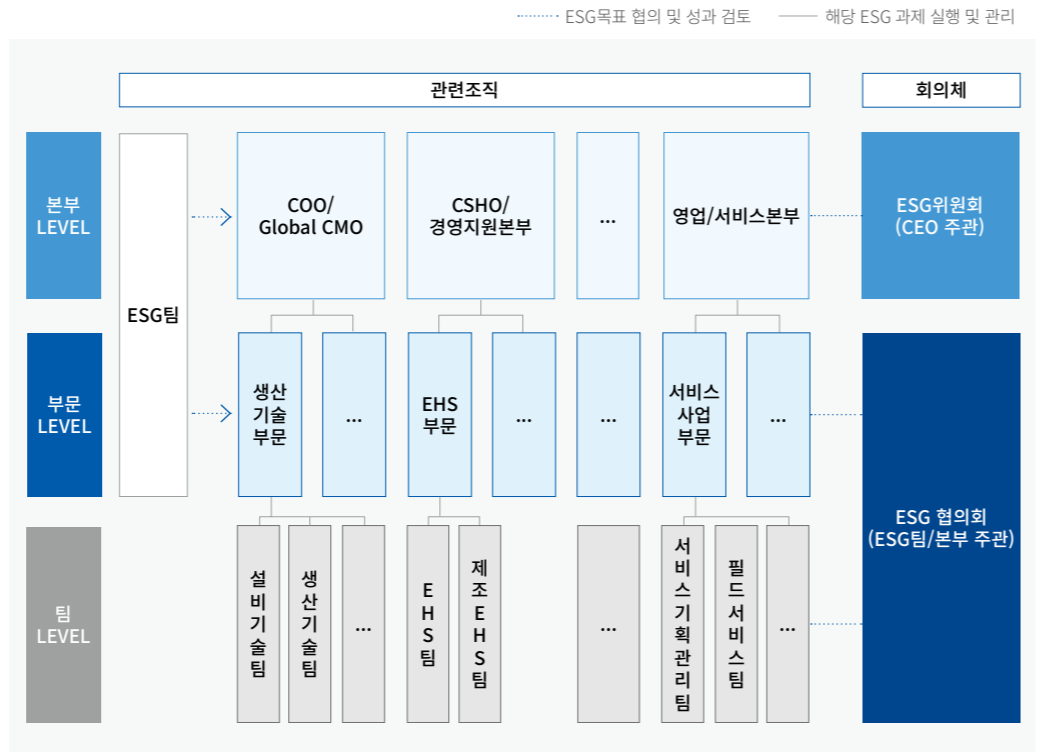 ESG목표 협의 및 성과 검토
해당 ESG 과제 실행 및 관리
관련조직
회의체
본부
LEVEL
ESG팀
COO/
Global CMO
CSHO/
경영지원본부
...
영업/서비스본부
ESG위원회
(CEO 주관)
부문
LEVEL
생산
기술
부문
...
EHS
부문
...
...
서비스
사업
부문
...
ESG 협의회
(ESG팀/본부 주관)
팀
LEVEL
설비기술팀
생산기술팀
...
EHS팀
제조EHS팀
...
서비스기획관리팀
필드서비스팀
...